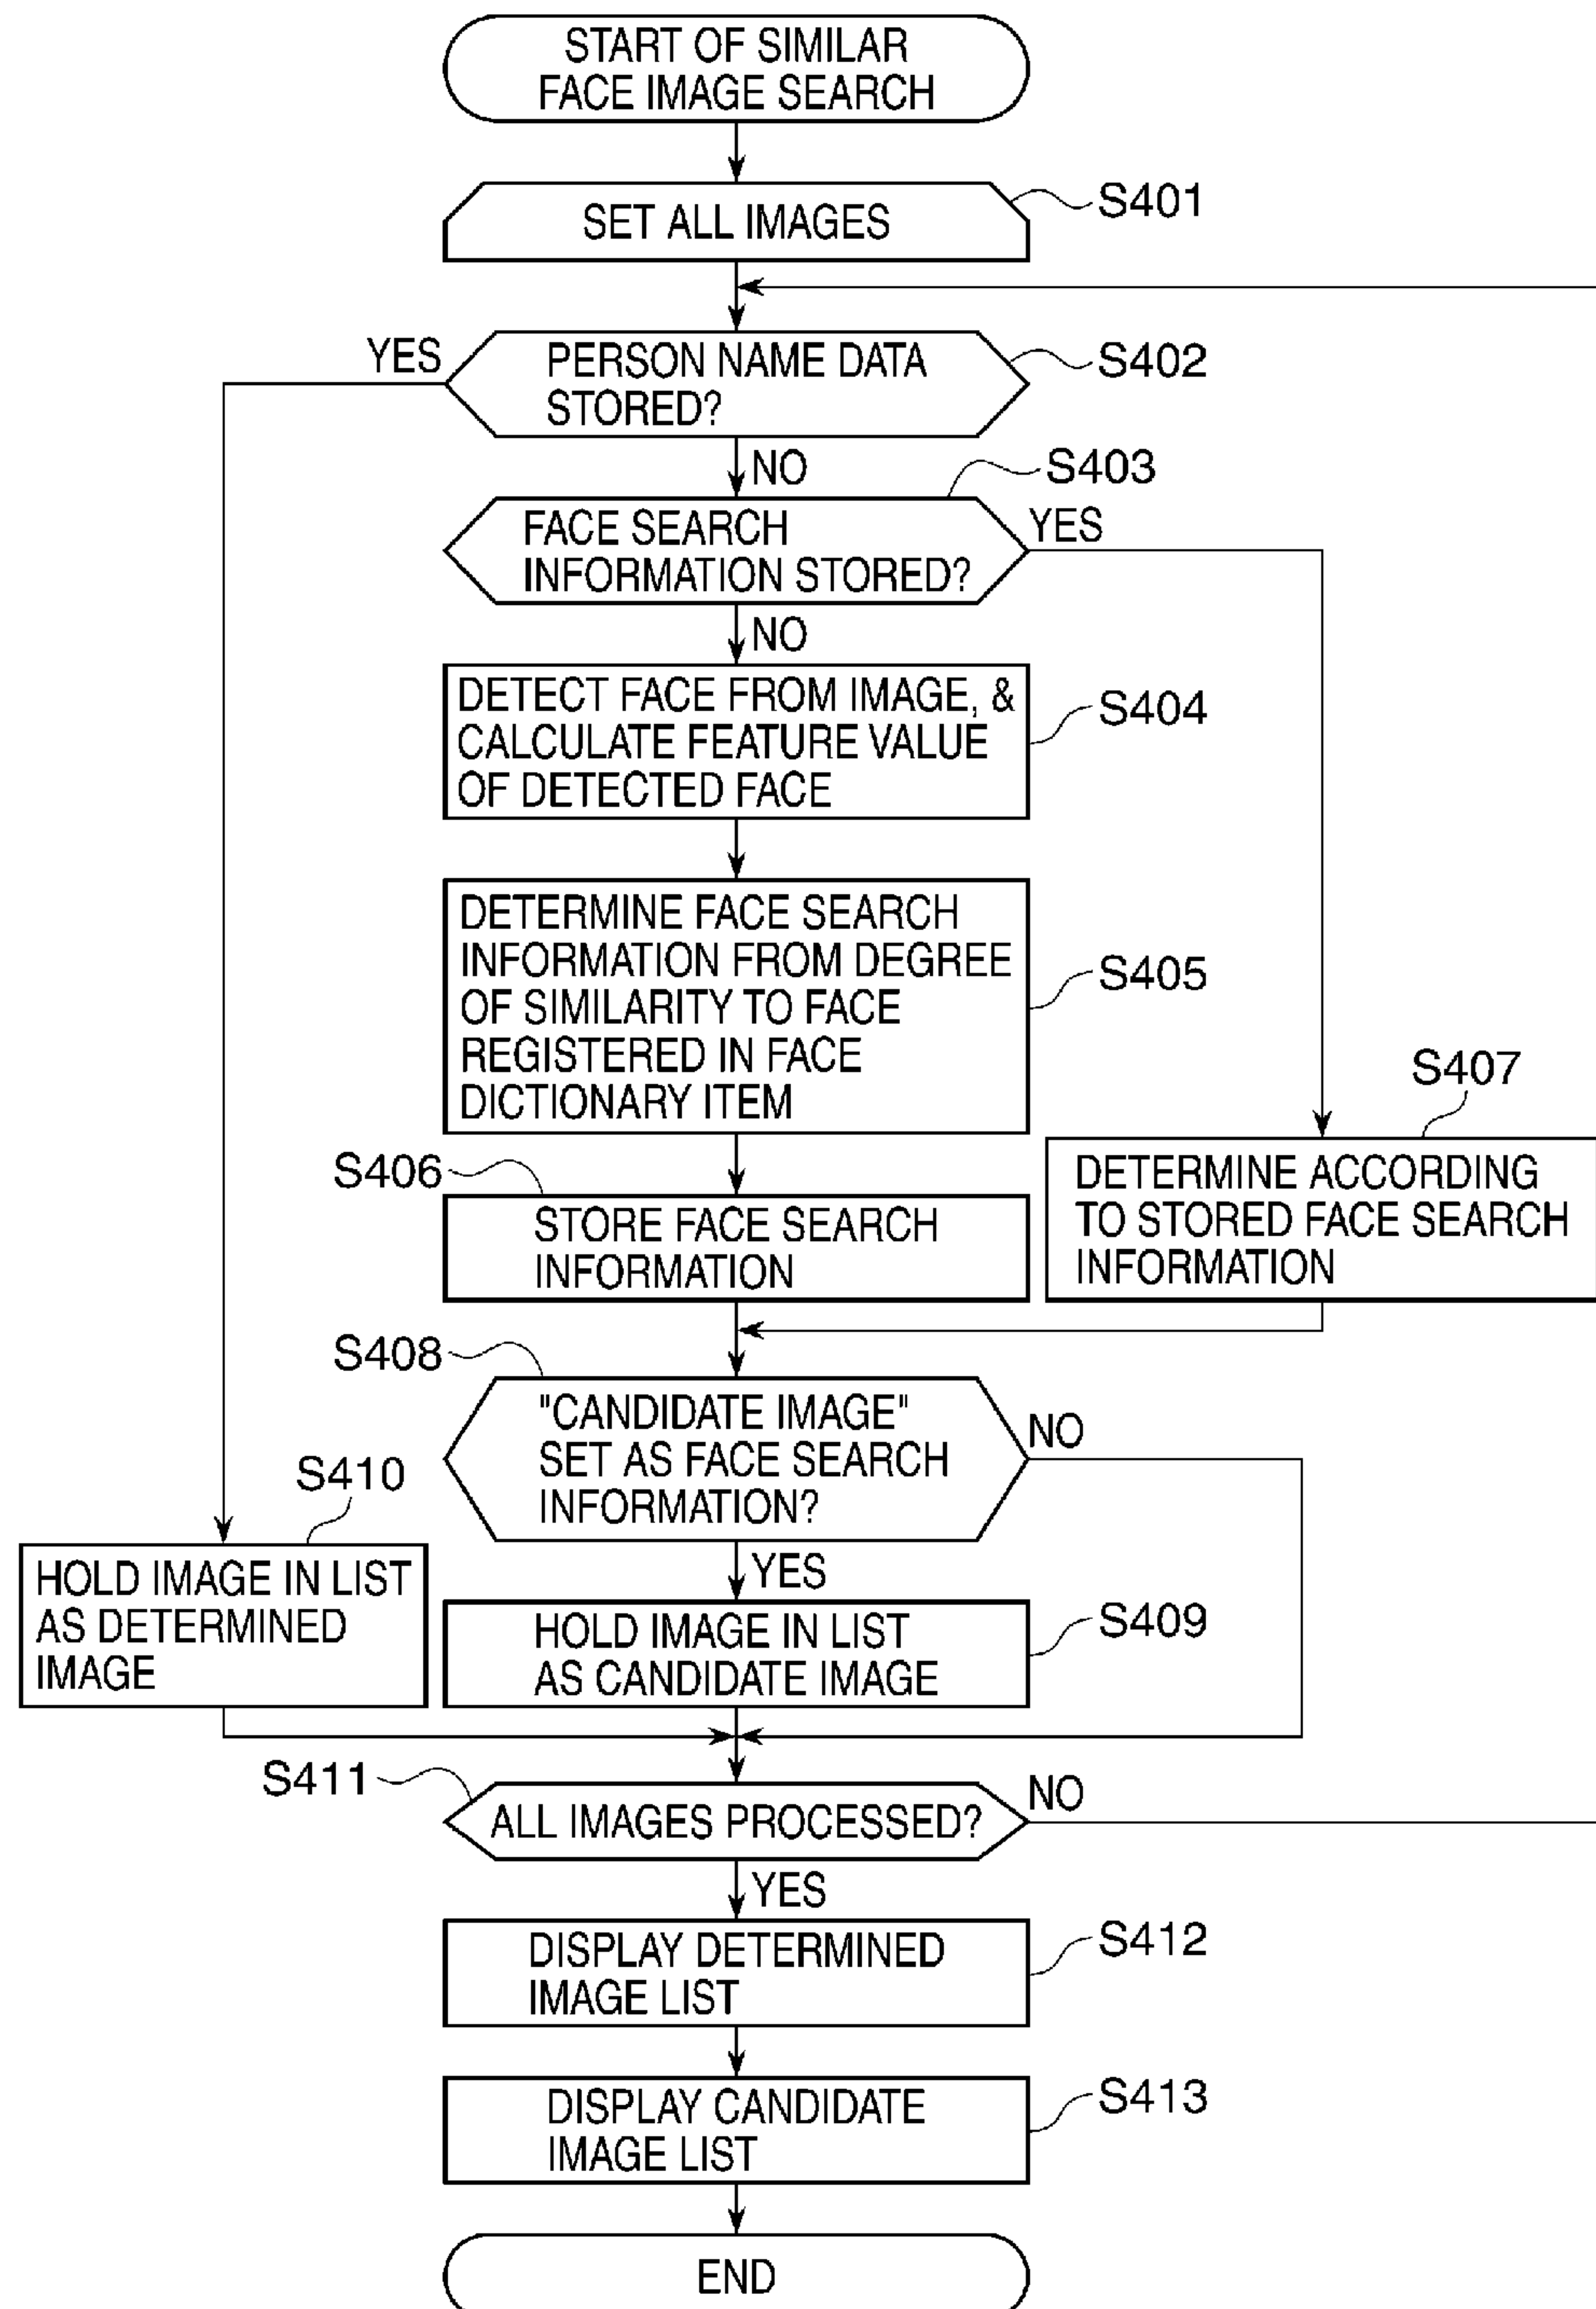 START OF SIMILAR
FACE IMAGE SEARCH
SET ALL IMAGES
S401
YES
PERSON NAME DATA
STORED?
S402
NO
S403
FACE SEARCH
INFORMATION STORED?
YES
NO
DETECT FACE FROM IMAGE, &
CALCULATE FEATURE VALUE
OF DETECTED FACE
S404
DETERMINE FACE SEARCH
INFORMATION FROM DEGREE
OF SIMILARITY TO FACE
REGISTERED IN FACE
DICTIONARY ITEM
S405
S407
DETERMINE ACCORDING
TO STORED FACE SEARCH
INFORMATION
S406
STORE FACE SEARCH
INFORMATION
S408
"CANDIDATE IMAGE"
SET AS FACE SEARCH
INFORMATION?
NO
S410
HOLD IMAGE IN LIST
AS DETERMINED
IMAGE
YES
HOLD IMAGE IN LIST
AS CANDIDATE IMAGE
S409
S411
ALL IMAGES PROCESSED?
NO
YES
DISPLAY DETERMINED
IMAGE LIST
S412
DISPLAY CANDIDATE
IMAGE LIST
S413
END